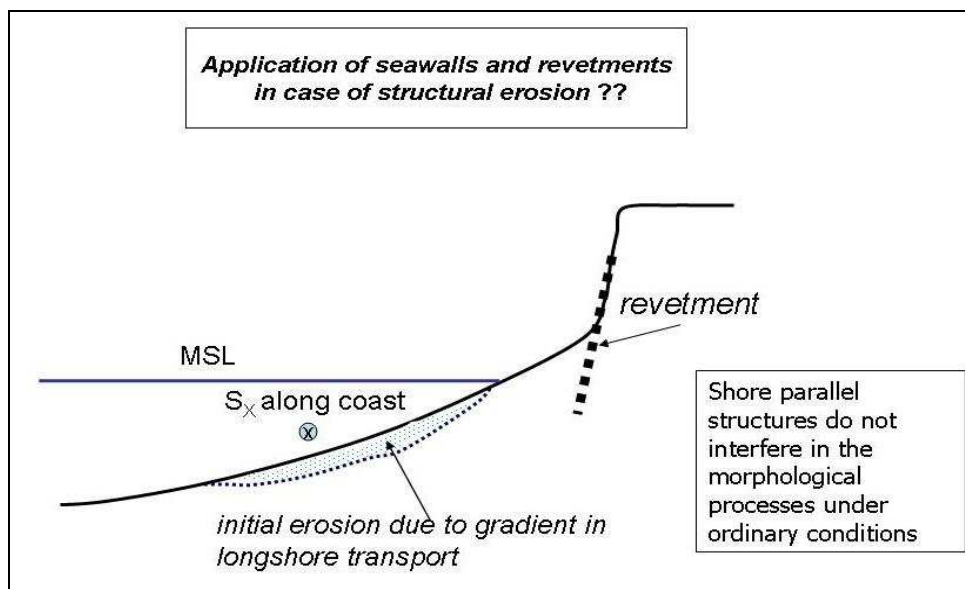 Application of seawalls and revetments
in case of structural erosion ??
revetment
MSL
Sx along coast
x
initial erosion due to gradient in
longshore transport
Shore parallel
structures do not
interfere in the
morphological
processes under
ordinary conditions